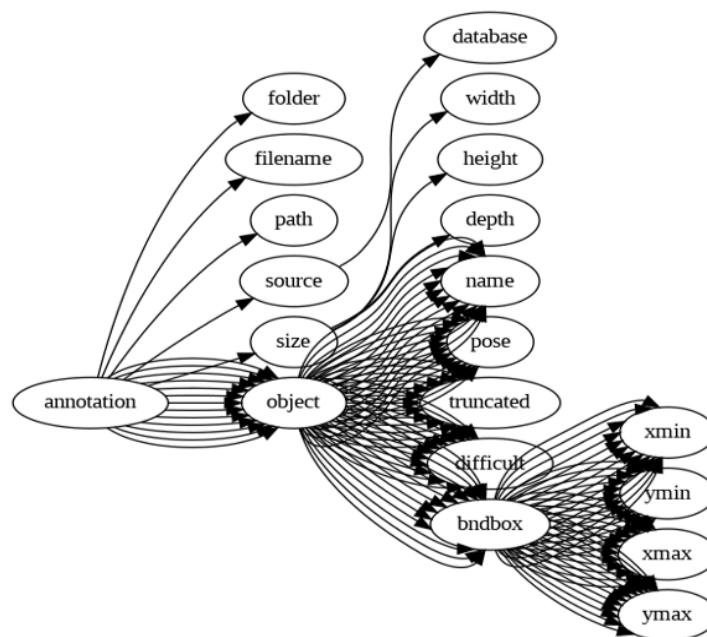 database
folder
width
filename
height
path
depth
source
name
size
pose
annotation
object
truncated
xmin
difficult
ymin
bndbox
xmax
ymax